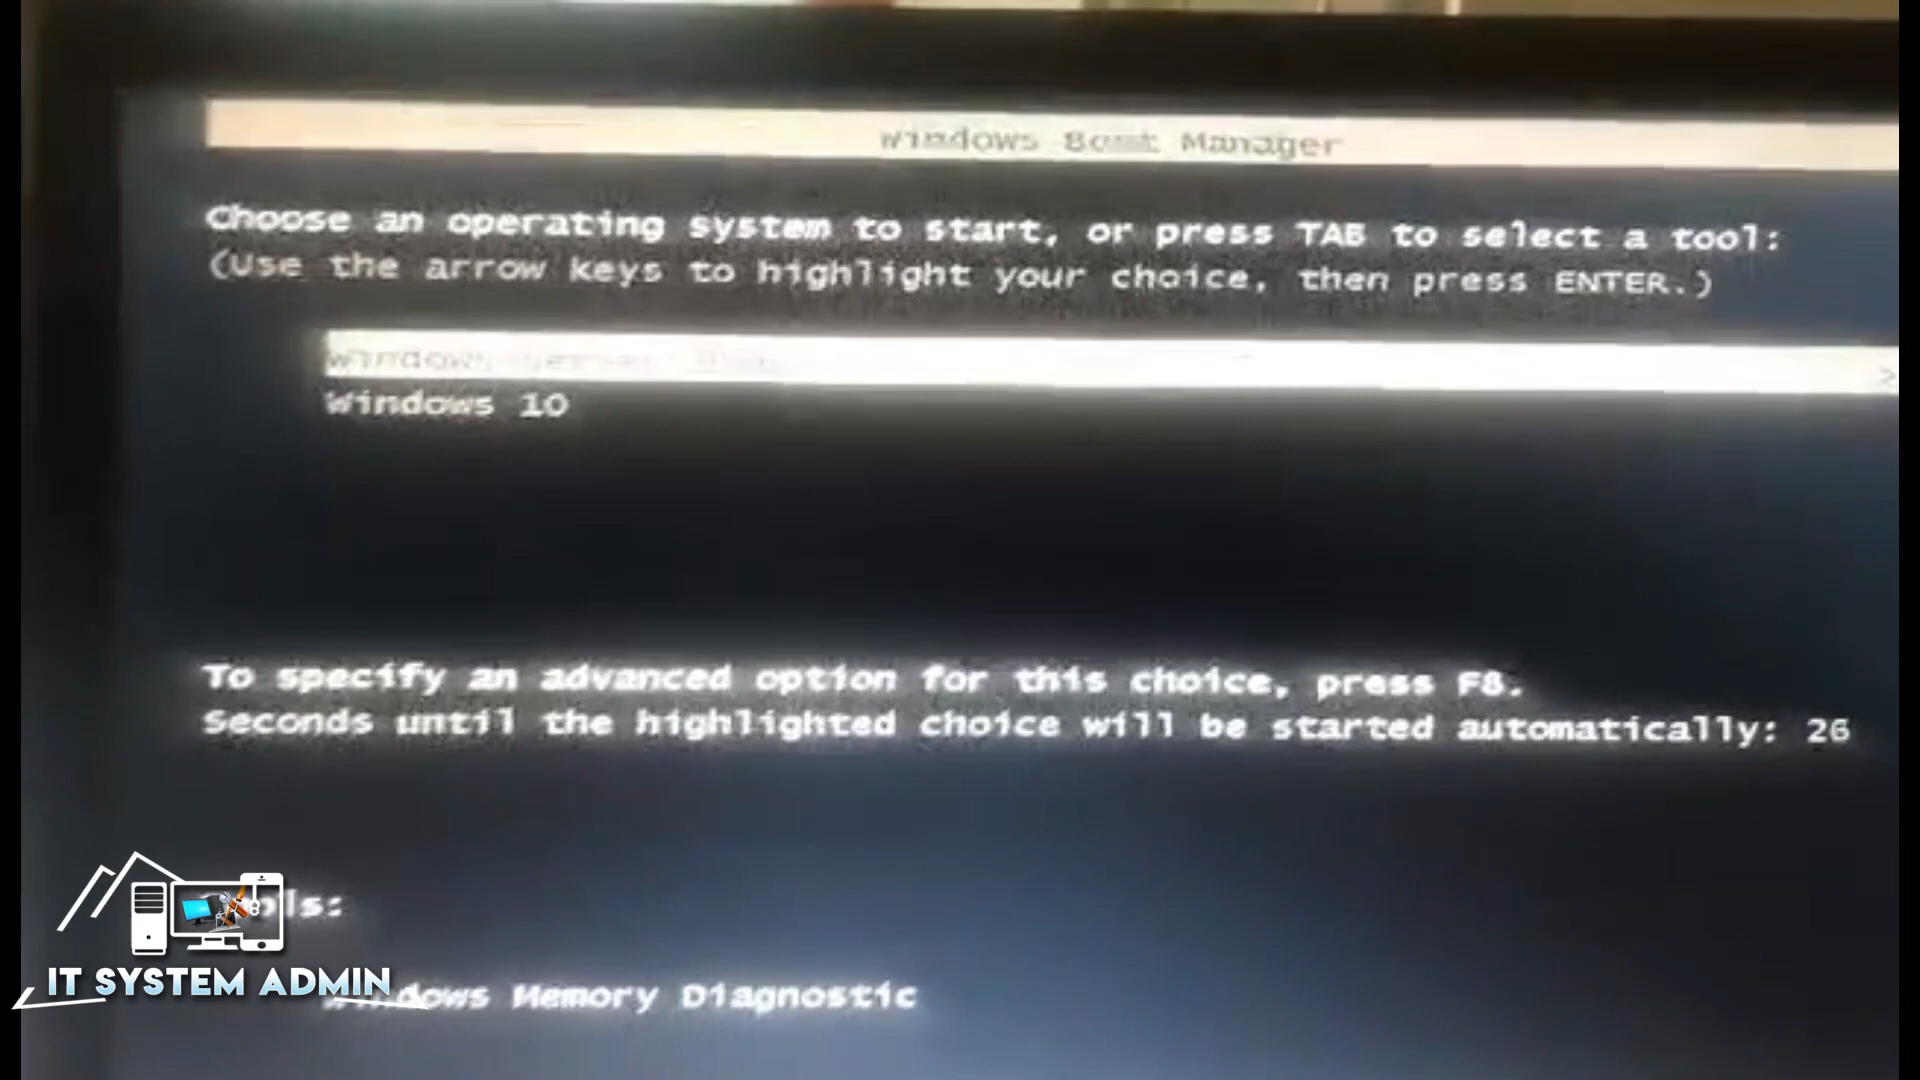 Windows Boot Manager
Choose an operating system to start, or press TAB to select a tool:
(Use the arrow keys to highlight your choice, then press ENTER.)
Windows Server
>
Windows 10
To specify an advanced option for this choice, press F8.
Seconds until the highlighted choice will be started automatically: 26
IT SYSTEM ADMIN
Memory Diagnostic